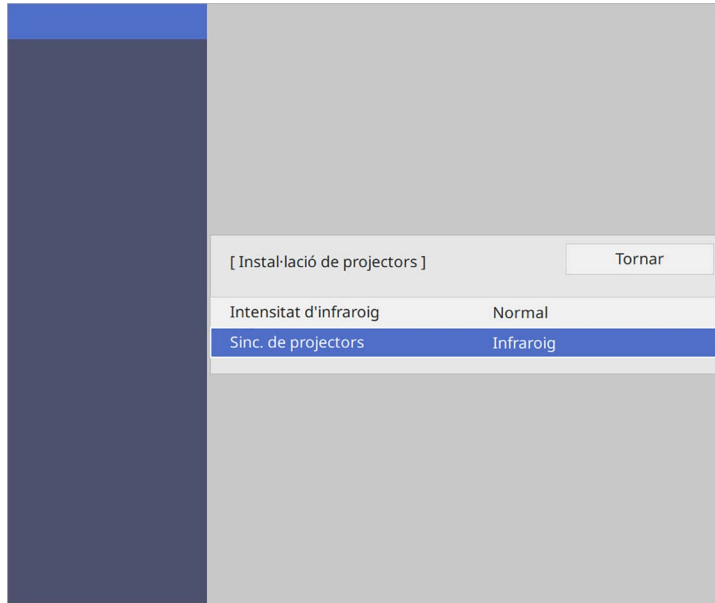 [ Instal·lació de projectors ]
Tornar
Intensitat d'infraroig Normal
Sinc. de projectors Infraroig